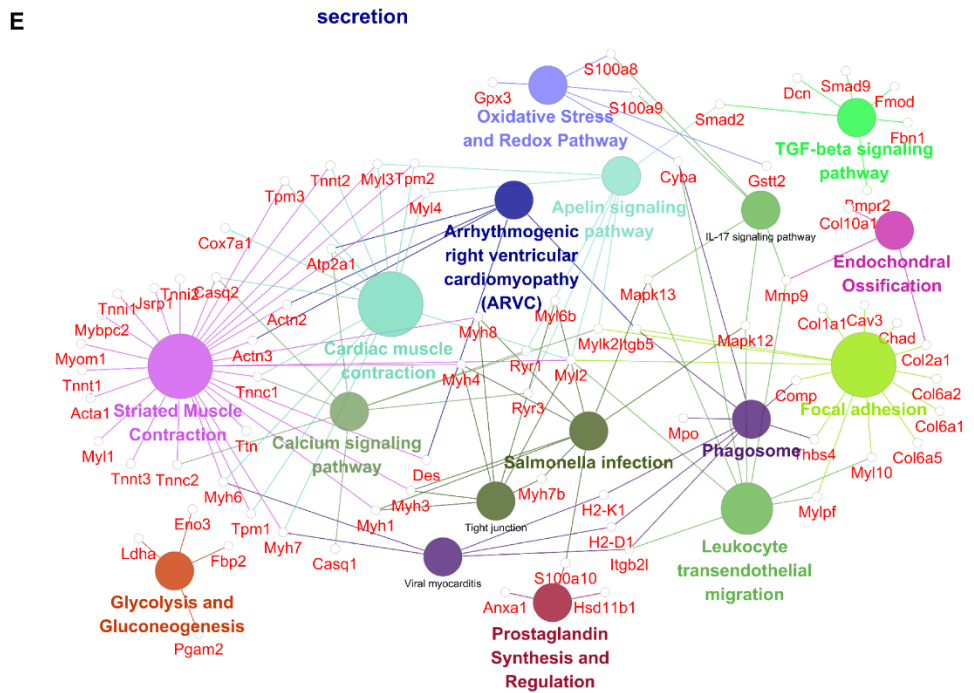 E
secretion
S100a8
Gpx3
S100a9
Oxidative Stress
and Redox Pathway
Smad9
Dcn
Fmod
Smad2
Fbn1
TGF-beta signaling
pathway
Tnnt2
Myl3
Tpm2
Tpm3
Myl4
Cyba
Gstt2
Bmpr2
Col10a1
Apelin signaling
pathway
Arrhythmogenic
right ventricular
cardiomyopathy
(ARVC)
IL-17 signaling pathway
Cox7a1
Atp2a1
Endochondral
Ossification
Tnni2
Casq2
Jsrp1
Tnni1
Mybpc2
Actn2
Mapk13
Mmp9
Myl6b
Col1a1
Cav3
Chad
Myom1
Actn3
Cardiac muscle
contraction
Myh8
Mylk2
Itgb5
Mapk12
Col2a1
Tnnt1
Tnnc1
Myh4
Ryr1
Myl2
Comp
Col6a2
Acta1
Striated Muscle
Contraction
Ryr3
Focal adhesion
Col6a1
Myl1
Ttn
Calcium signaling
pathway
Mpo
Phagosome
Thbs4
Col6a5
Tnnt3
Tnnc2
Des
Salmonella infection
Myl10
Myh6
Myh3
Myh7b
Mylpf
Eno3
Tpm1
Myh1
Tight junction
H2-K1
Ldha
Fbp2
Myh7
Casq1
H2-D1
Itgb2l
Leukocyte
transendothelial
migration
Viral myocarditis
S100a10
Glycolysis and
Gluconeogenesis
Anxa1
Hsd11b1
Pgam2
Prostaglandin
Synthesis and
Regulation